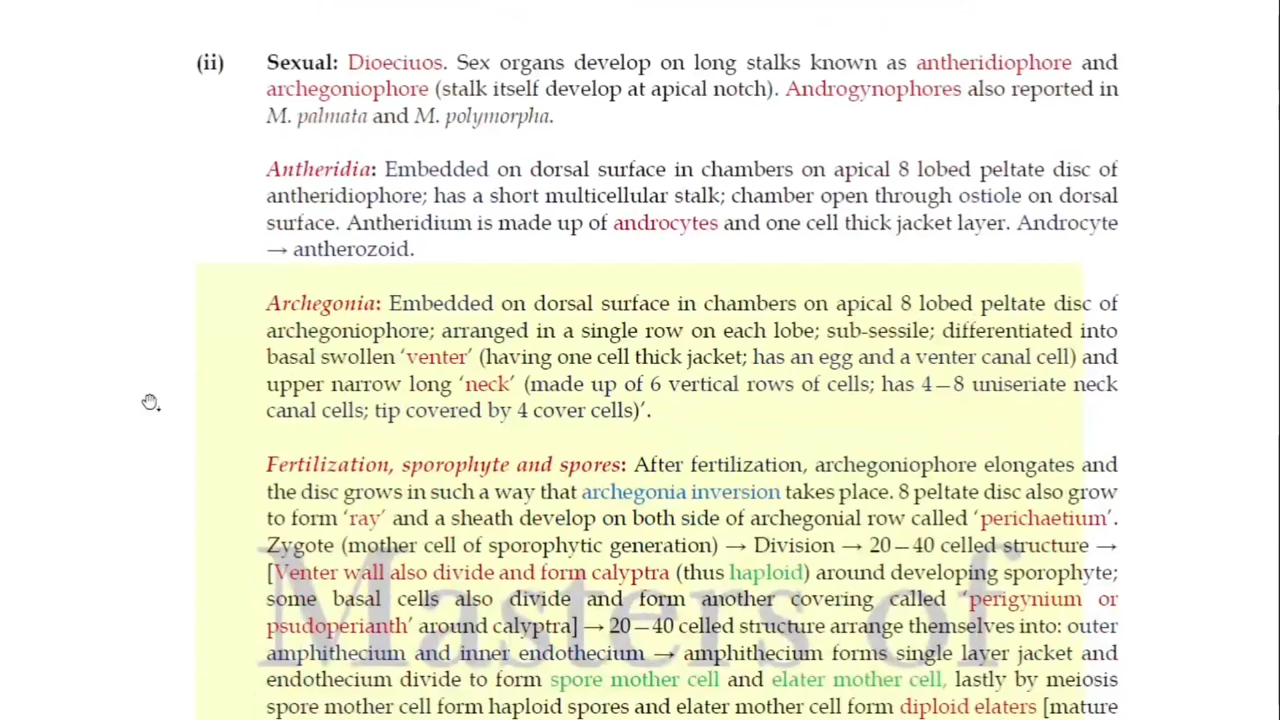 (ii) Sexual: Dioeciuos. Sex organs develop on long stalks known as antheridiophore and
archegoniophore (stalk itself develop at apical notch). Androgynophores also reported in
M. palmata and M. polymorpha.
Antheridia: Embedded on dorsal surface in chambers on apical 8 lobed peltate disc of
antheridiophore; has a short multicellular stalk; chamber open through ostiole on dorsal
surface. Antheridium is made up of androcytes and one cell thick jacket layer. Androcyte
→ antherozoid.
Archegonia: Embedded on dorsal surface in chambers on apical 8 lobed peltate disc of
archegoniophore; arranged in a single row on each lobe; sub-sessile; differentiated into
basal swollen ‘venter’ (having one cell thick jacket; has an egg and a venter canal cell) and
upper narrow long ‘neck’ (made up of 6 vertical rows of cells; has 4–8 uniseriate neck
canal cells; tip covered by 4 cover cells)’.
Fertilization, sporophyte and spores: After fertilization, archegoniophore elongates and
the disc grows in such a way that archegonia inversion takes place. 8 peltate disc also grow
to form ‘ray’ and a sheath develop on both side of archegonial row called ‘perichaetium’.
Zygote (mother cell of sporophytic generation) → Division → 20–40 celled structure →
[Venter wall also divide and form calyptra (thus haploid) around developing sporophyte;
some basal cells also divide and form another covering called ‘perigynium or
psudoperianth’ around calyptra] → 20–40 celled structure arrange themselves into: outer
amphithecium and inner endothecium → amphithecium forms single layer jacket and
endothecium divide to form spore mother cell and elater mother cell, lastly by meiosis
spore mother cell form haploid spores and elater mother cell form diploid elaters [mature
Masters of